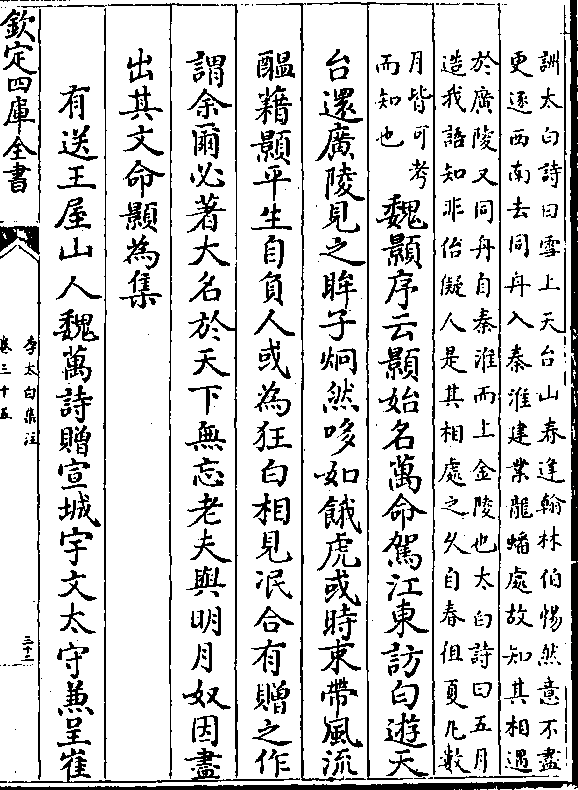 詶太白詩曰雪上天台山春逢翰林伯惕然意不盡
更逐西南去同舟入秦淮建業龍蟠處故知其相遇
於廣陵又同舟自秦淮而上金陵也太白詩曰五月
造我語知非佁儗人是其相處之久自春徂夏凡數
月皆可考
而知也
魏顥序云顥始名萬命駕江東訪白遊天
台還廣陵見之眸子炯然哆如餓虎或時束帶風流
醞藉顥平生自負人或為狂白相見泯合有贈之作
謂余爾必著大名於天下無忘老夫與明月奴因盡
出其文命顥為集
有送王屋山人魏萬詩贈宣城宇文太守兼呈崔
欽定四庫全書
李太白集注
卷三十五
三十二